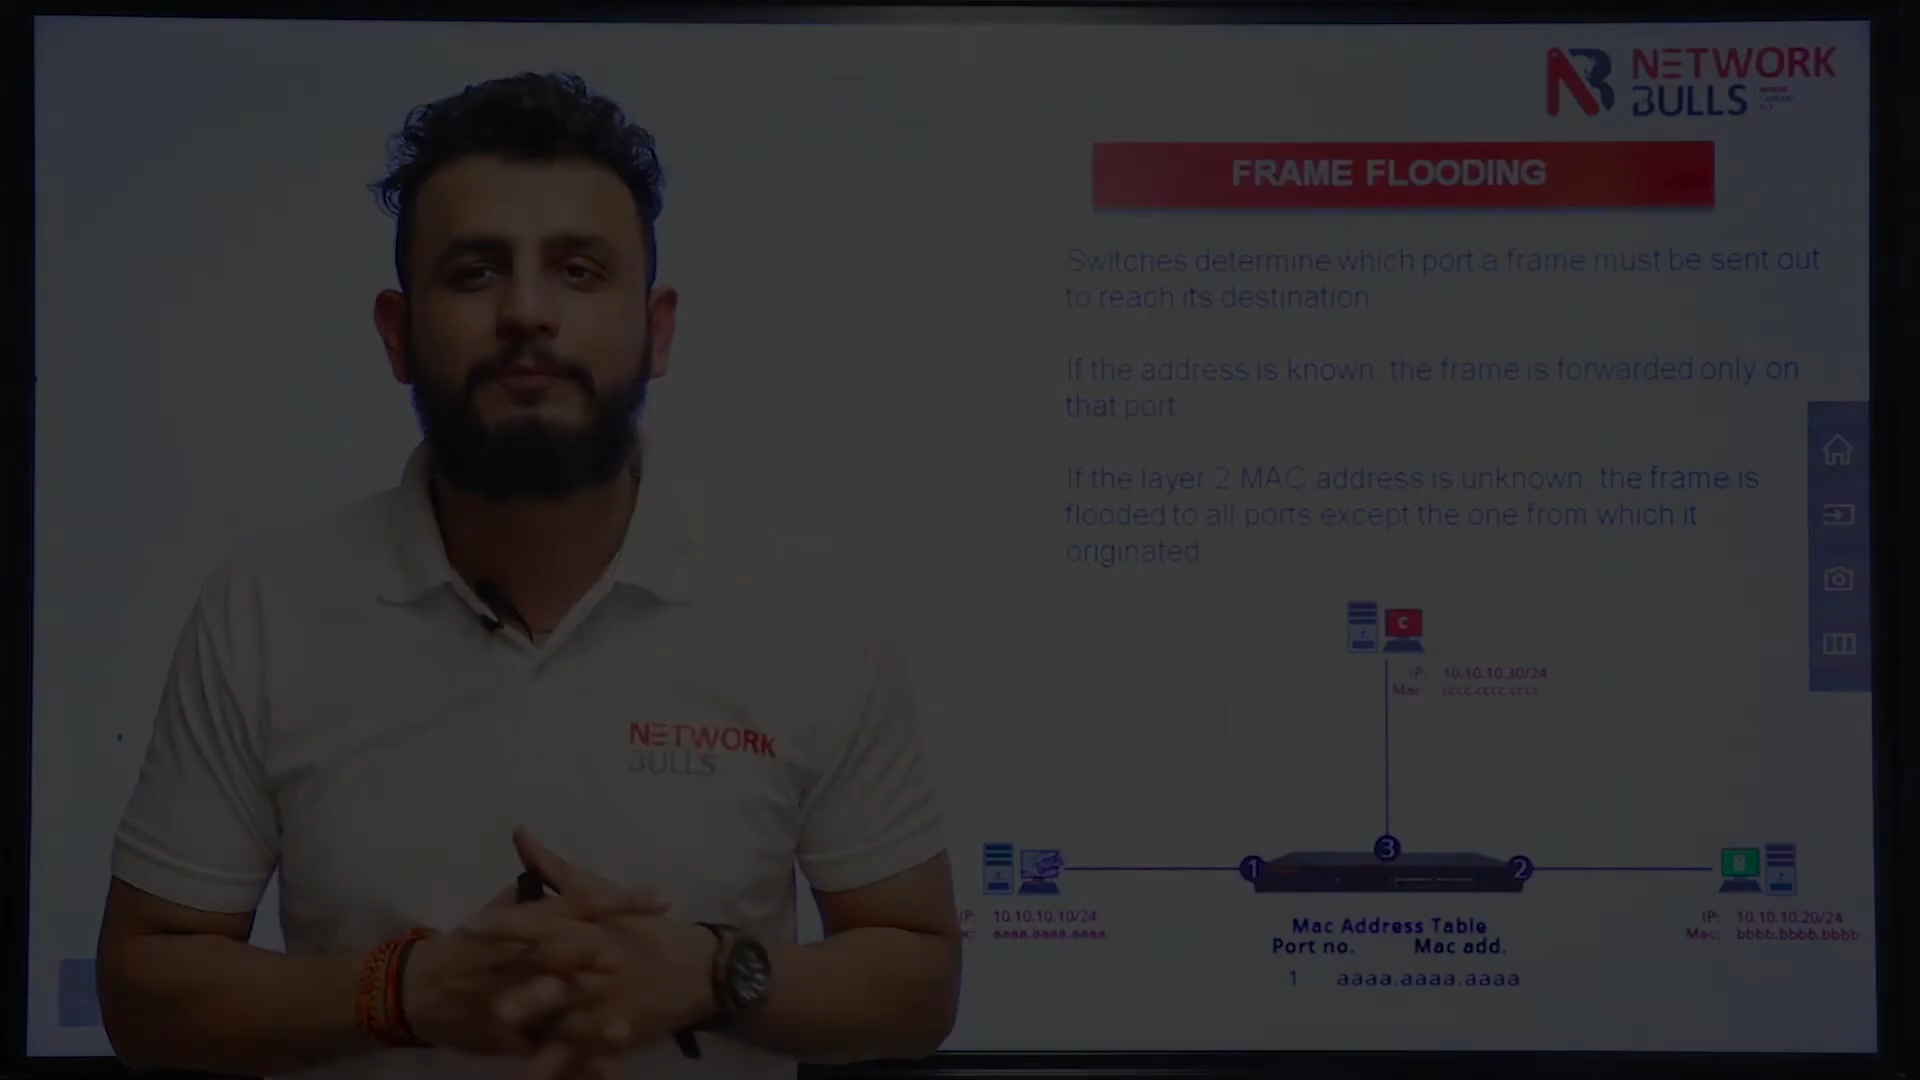 NETWORK
BULLS
FRAME FLOODING
Switches determine which port a frame must be sent out
to reach its destination
If the address is known, the frame is forwarded only on
that port
If the layer 2 MAC address is unknown, the frame is
flooded to all ports except the one from which it
originated
C
IP: 10.10.10.30/24
Mac: cccc.cccc.cccc
NETWORK
BULLS
1
3
2
B
IP: 10.10.10.10/24
aaaa.aaaa.aaaa
IP: 10.10.10.20/24
Mac: bbbb.bbbb.bbbb
Mac Address Table
Port no. Mac add.
1 aaaa.aaaa.aaaa